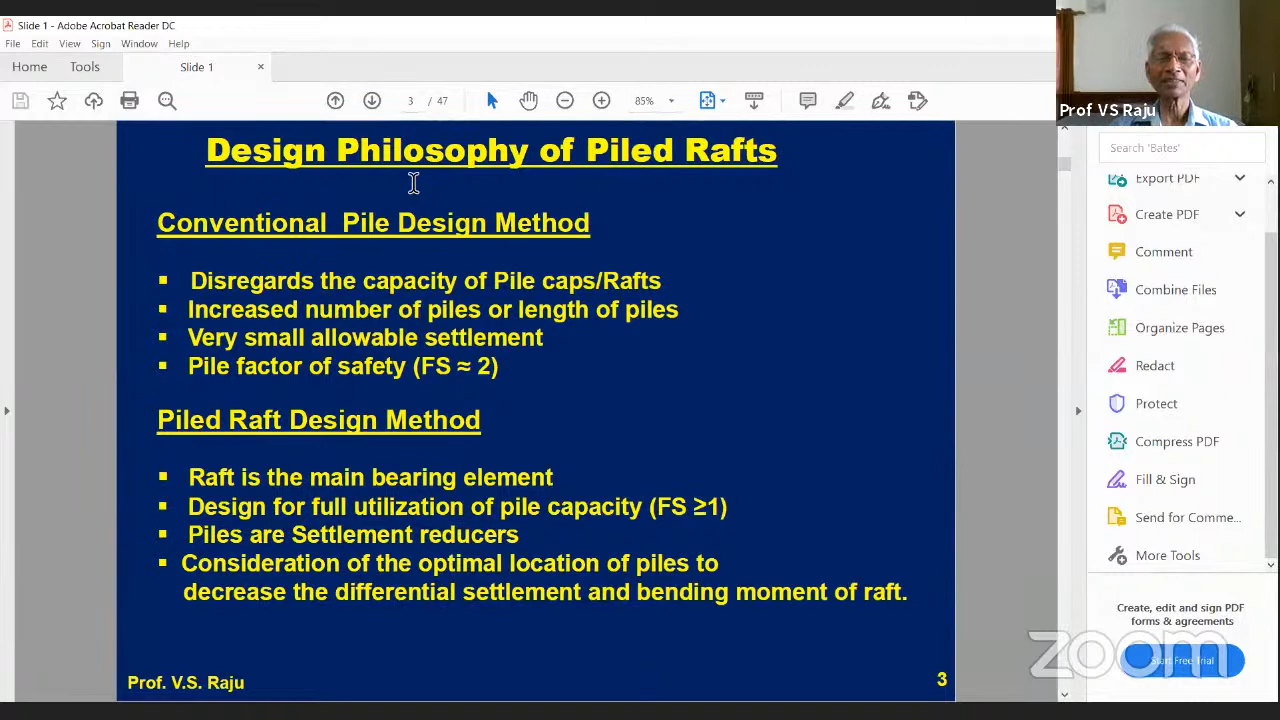 Slide 1 - Adobe Acrobat Reader DC
File Edit View Sign Window Help
Home Tools Slide 1 ×
3 / 47 85%
Prof VS Raju
Search 'Bates'
Export PDF
Create PDF
Comment
Combine Files
Organize Pages
Redact
Protect
Compress PDF
Fill & Sign
Send for Comme...
More Tools
Create, edit and sign PDF
forms & agreements
Start Free Trial
zoom
Design Philosophy of Piled Rafts
Conventional Pile Design Method
▪ Disregards the capacity of Pile caps/Rafts
▪ Increased number of piles or length of piles
▪ Very small allowable settlement
▪ Pile factor of safety (FS ≈ 2)
Piled Raft Design Method
▪ Raft is the main bearing element
▪ Design for full utilization of pile capacity (FS ≥1)
▪ Piles are Settlement reducers
▪ Consideration of the optimal location of piles to
decrease the differential settlement and bending moment of raft.
Prof. V.S. Raju 3